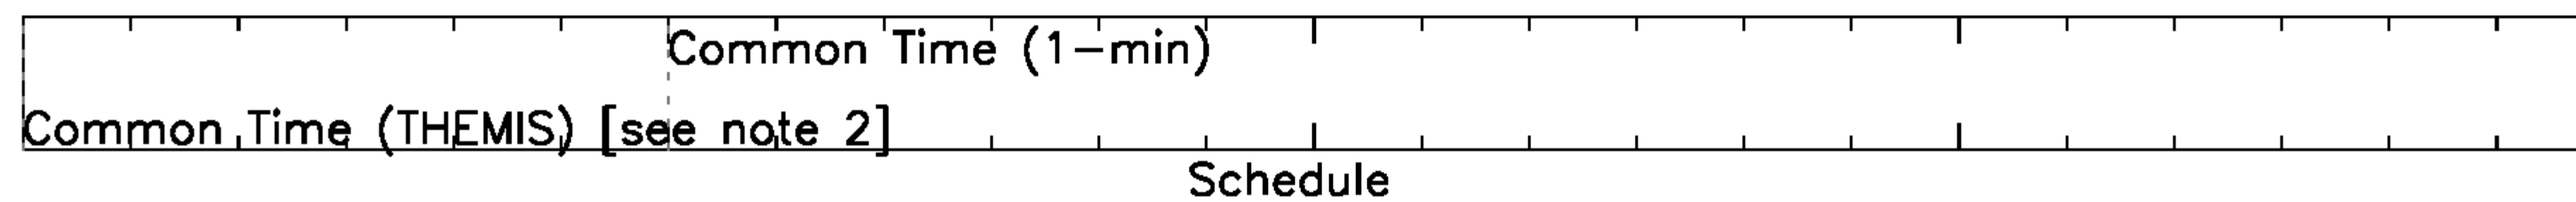 Common Time (1-min)
Common Time (THEMIS) [see note 2]
Schedule